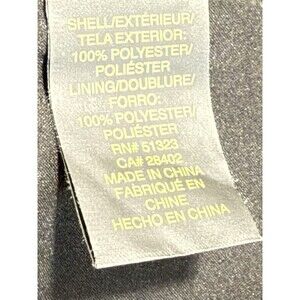 SHELL/EXTÉRIEUR/
TELA EXTERIOR:
100% POLYESTER/
POLIÉSTER
LINING/DOUBLURE/
FORRO:
100% POLYESTER/
POLIÉSTER
RN# 51323
CA# 28402
MADE IN CHINA
FABRIQUÉ EN
CHINE
HECHO EN CHINA